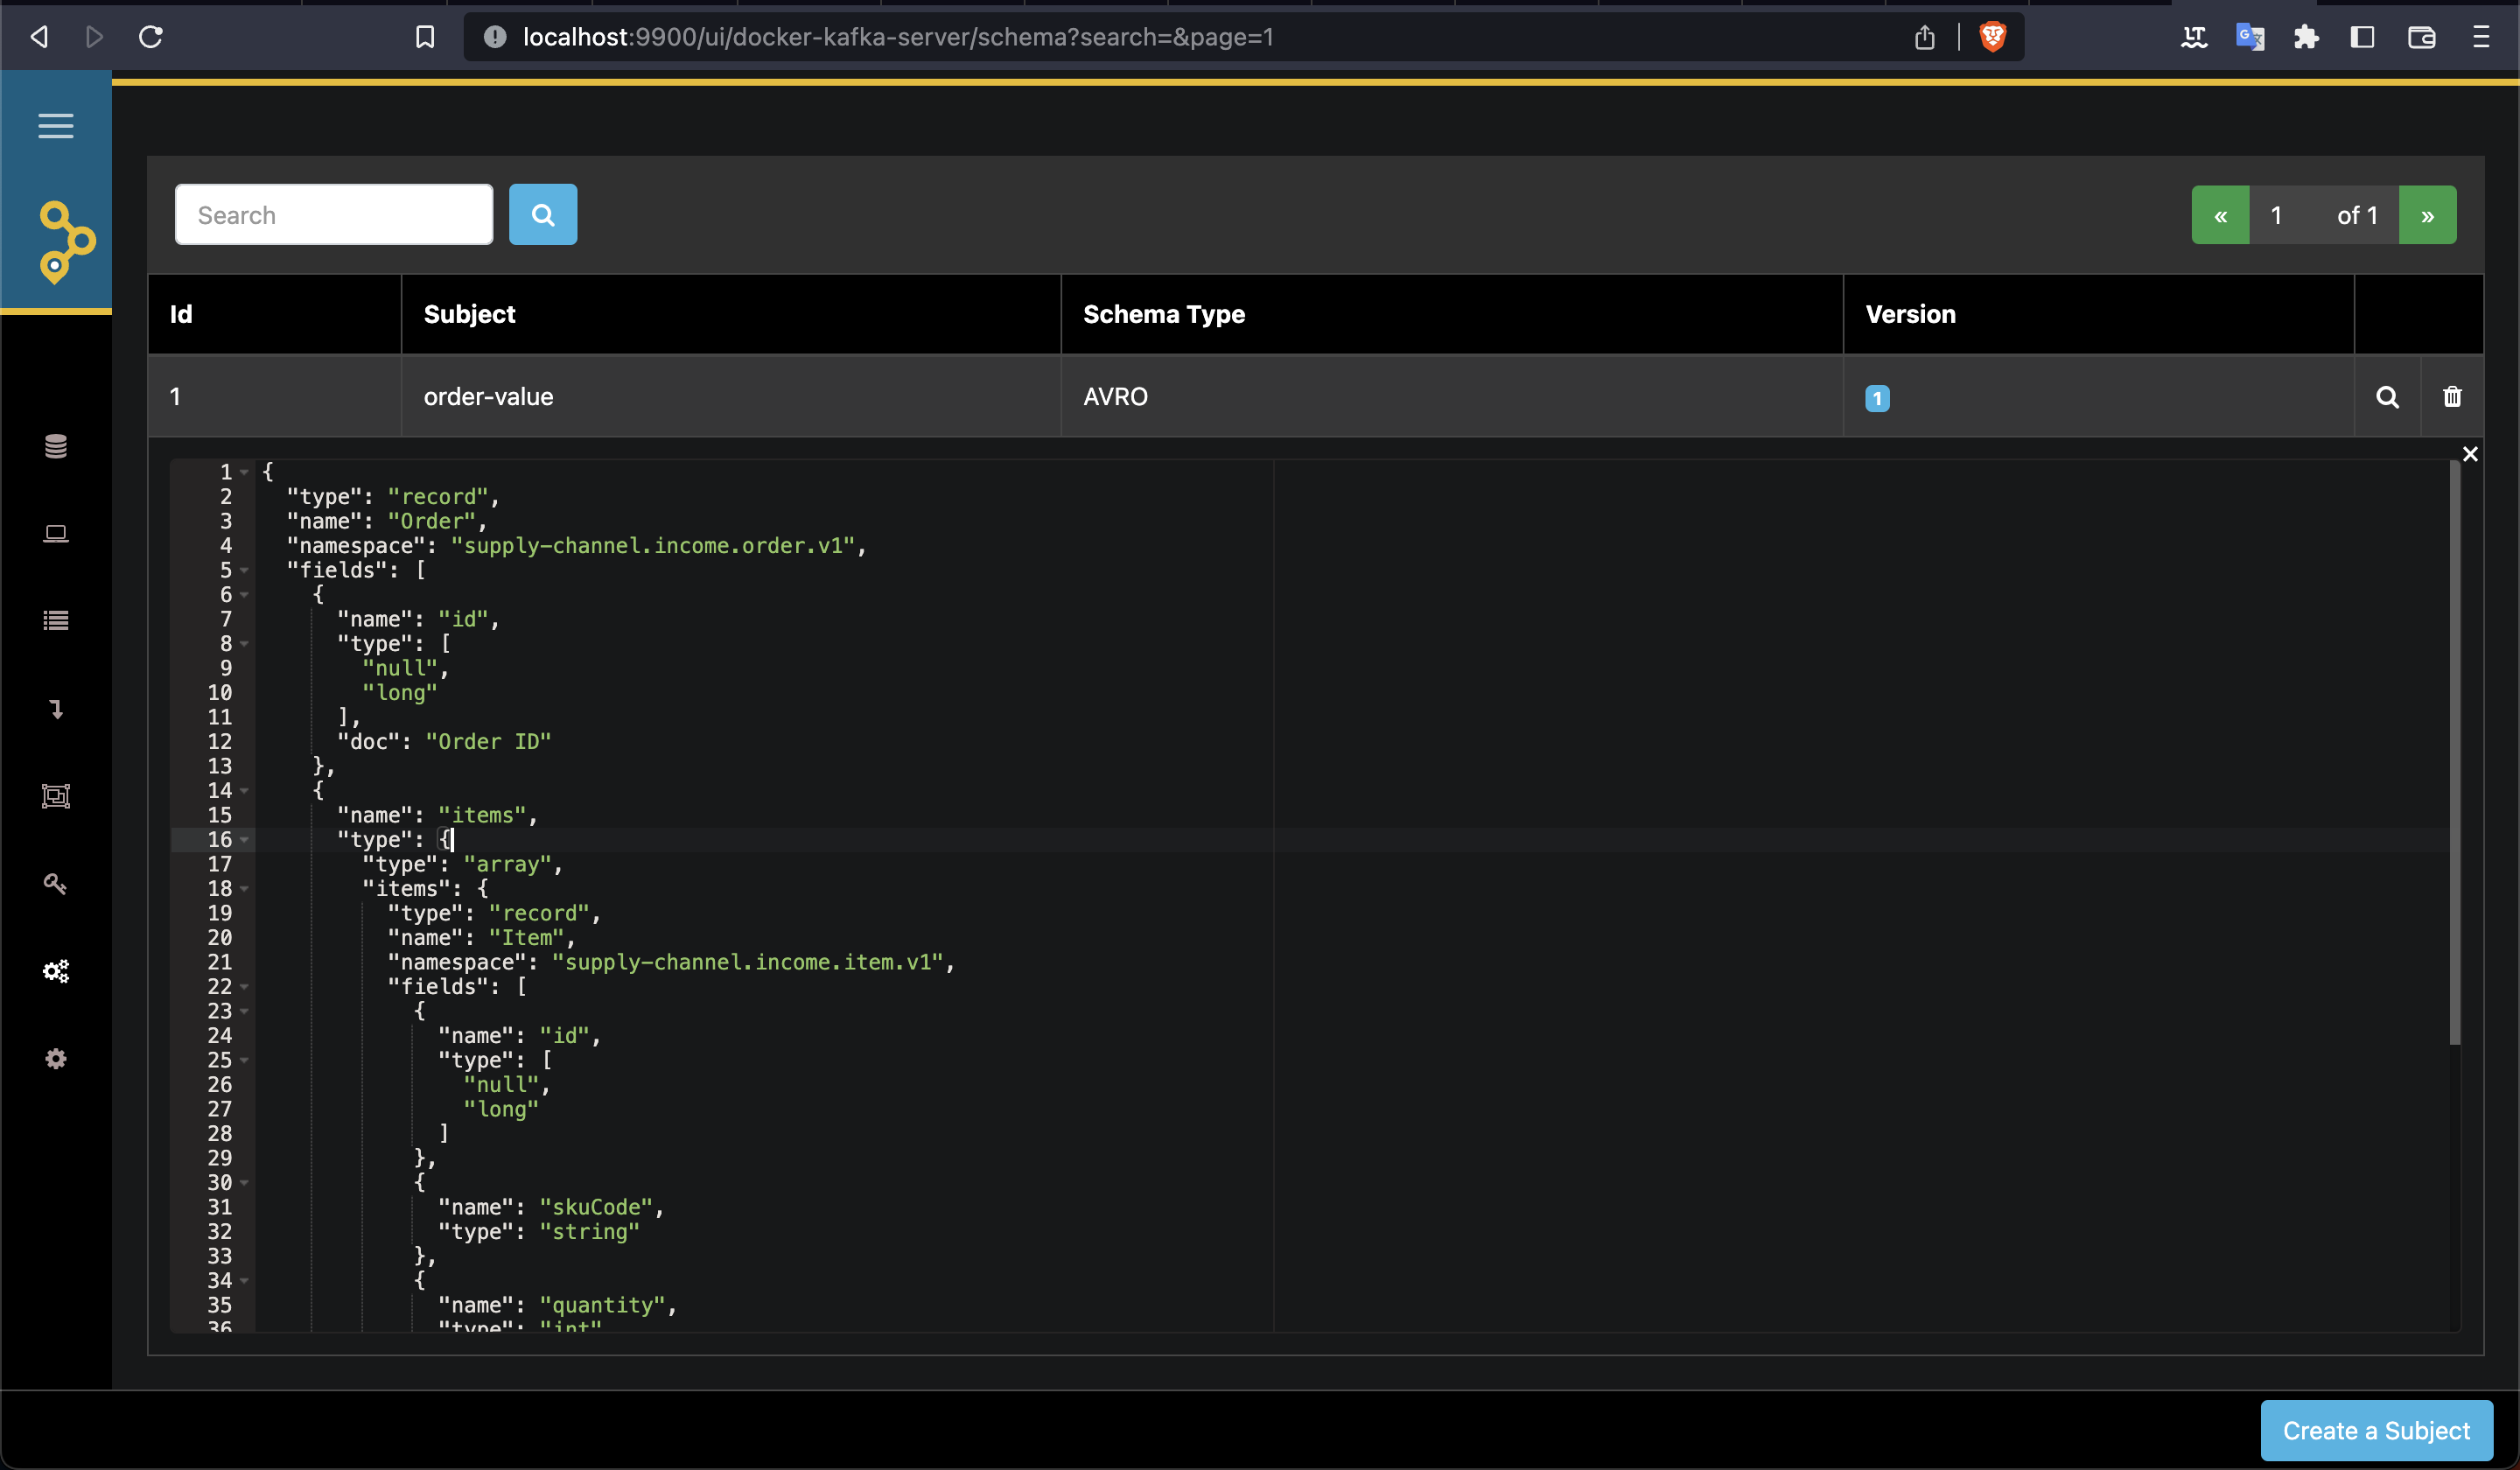 localhost:9900/ui/docker-kafka-server/schema?search=&page=1
LT
Search
« 1 of 1 »
Id Subject Schema Type Version
1 order-value AVRO 1
1 {
2 "type": "record",
3 "name": "Order",
4 "namespace": "supply-channel.income.order.v1",
5 "fields": [
6 {
7 "name": "id",
8 "type": [
9 "null",
10 "long"
11 ],
12 "doc": "Order ID"
13 },
14 {
15 "name": "items",
16 "type": {
17 "type": "array",
18 "items": {
19 "type": "record",
20 "name": "Item",
21 "namespace": "supply-channel.income.item.v1",
22 "fields": [
23 {
24 "name": "id",
25 "type": [
26 "null",
27 "long"
28 ]
29 },
30 {
31 "name": "skuCode",
32 "type": "string"
33 },
34 {
35 "name": "quantity",
36 "type": "int"
Create a Subject